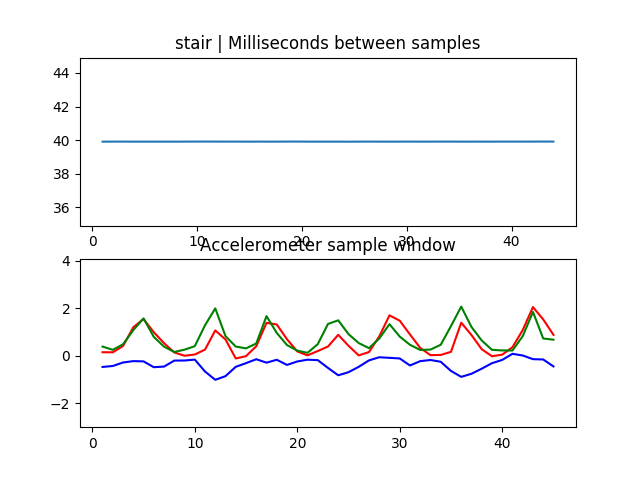 stair | Milliseconds between samples
44
42
40
38
36
0 10 20 30 40
Accelerometer sample window
4
2
0
−2
0 10 20 30 40